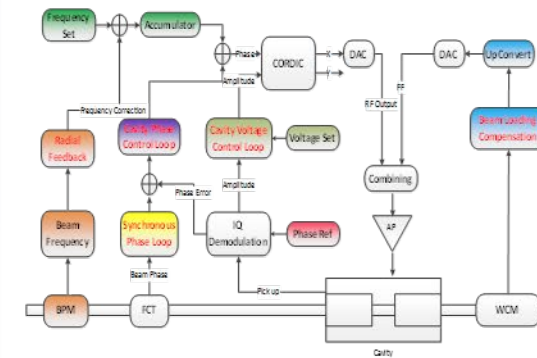 Frequency
Set
Accumulator
Phase
CORDIC
X
Y
DAC
DAC
Up Convert
Amplitude
Frequency Correction
RF Output
FF
Radial
Feedback
Cavity Phase
Control Loop
Cavity Voltage
Control Loop
Voltage Set
Beam Loading
Compensation
Combining
Phase Error
Amplitude
Beam
Frequency
Synchronous
Phase Loop
IQ
Demodulation
Phase Ref
AP
Beam Phase
Pick up
BPM
FCT
WCM
Cavity